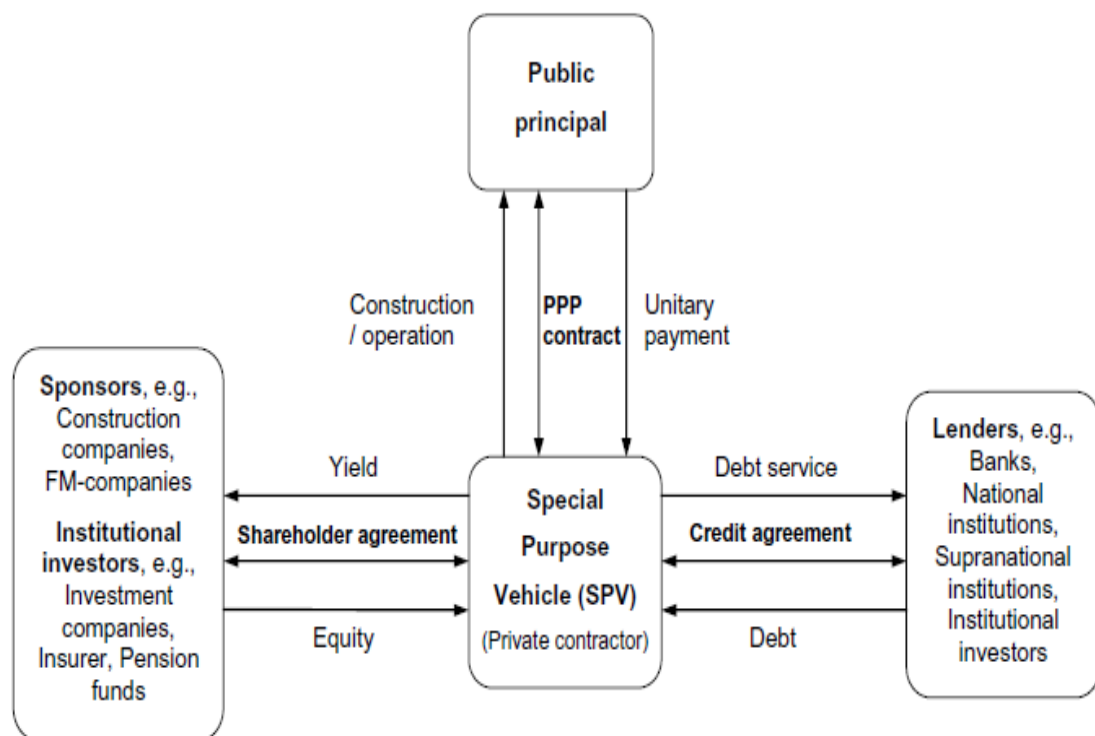 Public
principal
Construction
/ operation
PPP
contract
Unitary
payment
Sponsors, e.g.,
Construction
companies,
FM-companies
Institutional
investors, e.g.,
Investment
companies,
Insurer, Pension
funds
Yield
Shareholder agreement
Equity
Special
Purpose
Vehicle (SPV)
(Private contractor)
Debt service
Credit agreement
Debt
Lenders, e.g.,
Banks,
National
institutions,
Supranational
institutions,
Institutional
investors